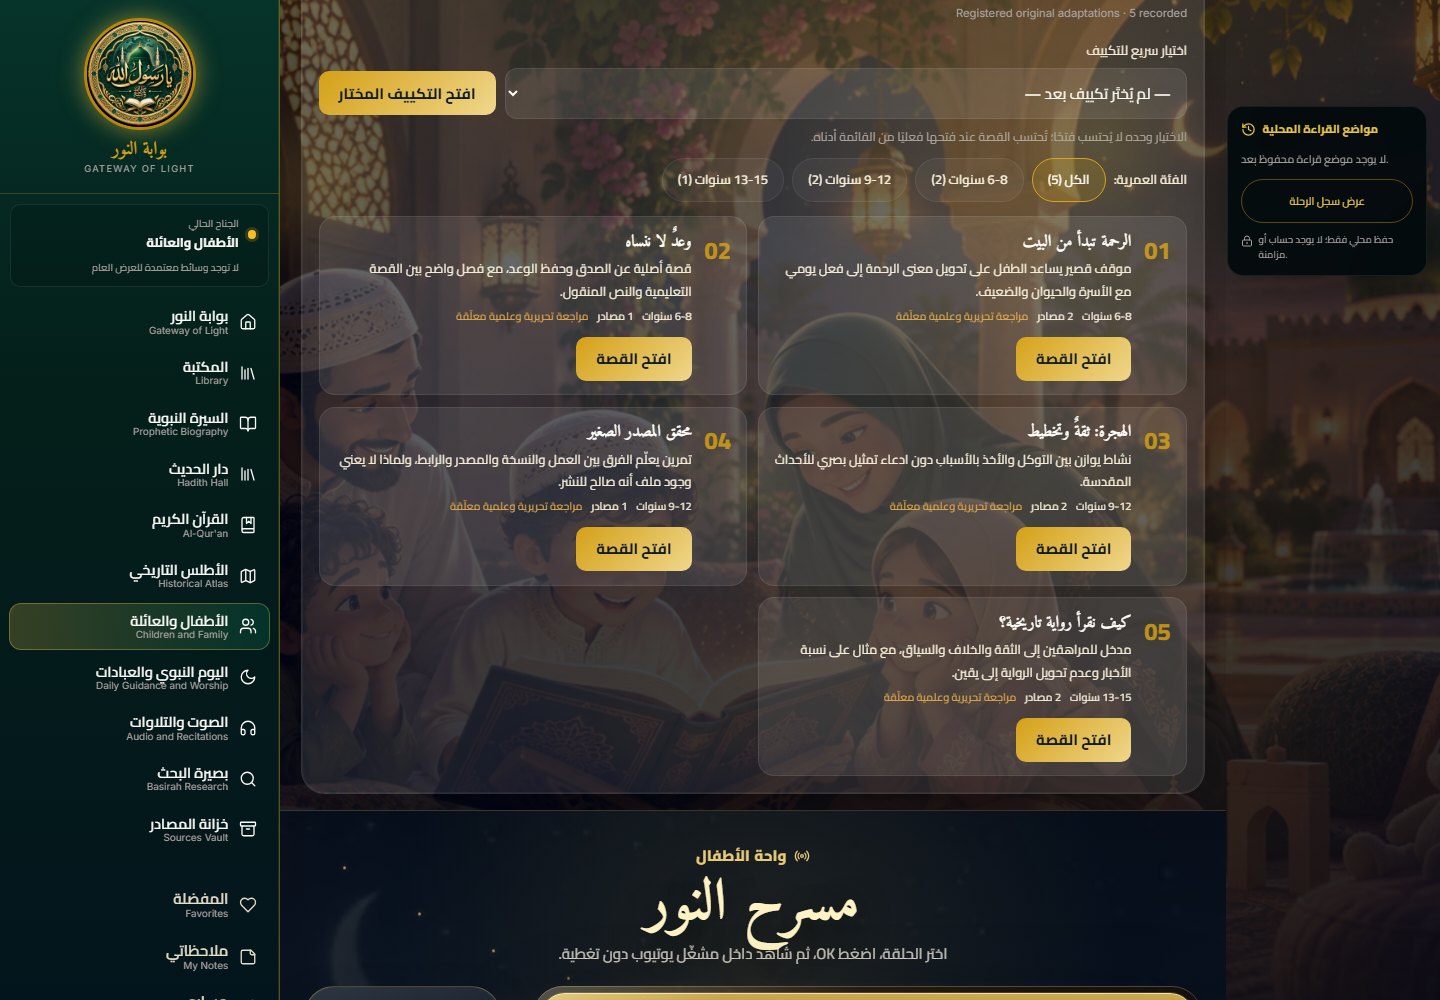 يا رسول الله
بوابة النور
GATEWAY OF LIGHT
الجناح الحالي
الأطفال والعائلة
لا توجد وسائط معتمدة للعرض العام
بوابة النور
Gateway of Light
المكتبة
Library
السيرة النبوية
Prophetic Biography
دار الحديث
Hadith Hall
القرآن الكريم
Al-Qur'an
الأطلس التاريخي
Historical Atlas
الأطفال والعائلة
Children and Family
اليوم النبوي والعبادات
Daily Guidance and Worship
الصوت والتلاوات
Audio and Recitations
بصيرة البحث
Basirah Research
خزانة المصادر
Sources Vault
المفضلة
Favorites
ملاحظاتي
My Notes
Registered original adaptations · 5 recorded
اختيار سريع للتكييف
— لم يُختَر تكييف بعد —
افتح التكييف المختار
الاختيار وحده لا يُحتسب فتحًا؛ تُحتسب القصة عند فتحها فعليًا من القائمة أدناه.
الفئة العمرية:
الكل (5)
6-8 سنوات (2)
9-12 سنوات (2)
13-15 سنوات (1)
01
الرحمة تبدأ من البيت
موقف قصير يساعد الطفل على تحويل معنى الرحمة إلى فعل يومي
مع الأسرة والحيوان والضعيف.
6-8 سنوات 2 مصادر مراجعة تحريرية وعلمية معلّقة
افتح القصة
02
وعدٌ لا ننساه
قصة أصلية عن الصدق وحفظ الوعد، مع فصل واضح بين القصة
التعليمية والنص المنقول.
6-8 سنوات 1 مصادر مراجعة تحريرية وعلمية معلّقة
افتح القصة
03
الهجرة: ثقةٌ وتخطيط
نشاط يوازن بين التوكل والأخذ بالأسباب دون ادعاء تمثيل بصري للأحداث
المقدسة.
9-12 سنوات 2 مصادر مراجعة تحريرية وعلمية معلّقة
افتح القصة
04
محقق المصدر الصغير
تمرين يعلّم الفرق بين العمل والنسخة والمصدر والرابط، ولماذا لا يعني
وجود ملف أنه صالح للنشر.
9-12 سنوات 1 مصادر مراجعة تحريرية وعلمية معلّقة
افتح القصة
05
كيف نقرأ رواية تاريخية؟
مدخل للمراهقين إلى الثقة والخلاف والسياق، مع مثال على نسبة
الأخبار وعدم تحويل الرواية إلى يقين.
13-15 سنوات 2 مصادر مراجعة تحريرية وعلمية معلّقة
افتح القصة
واحة الأطفال
مسرح النور
اختر الحلقة، اضغط OK، ثم شاهد داخل مشغّل يوتيوب دون تغطية.
مواضع القراءة المحلية
لا يوجد موضع قراءة محفوظ بعد.
عرض سجل الرحلة
حفظ محلي فقط؛ لا يوجد حساب أو
مزامنة.